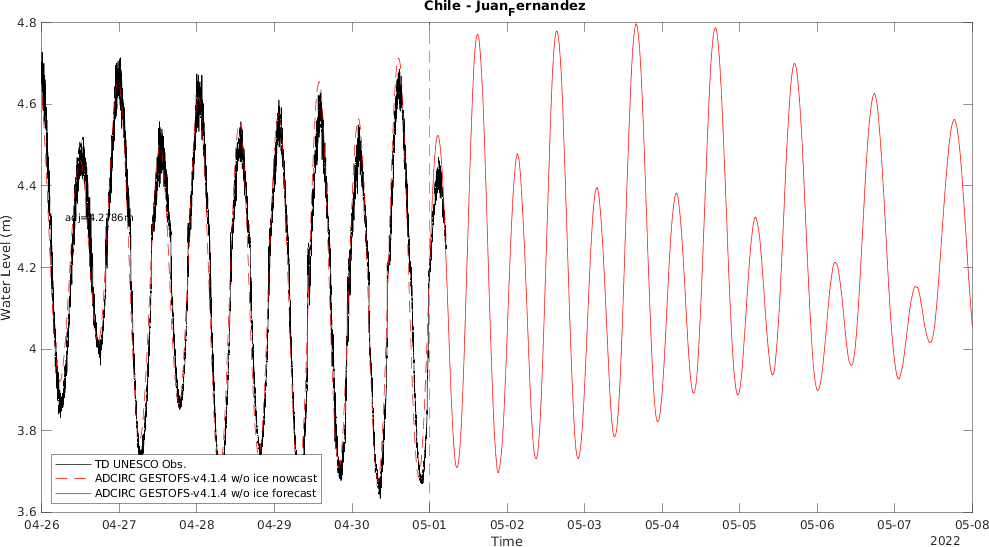 Chile - JuanFernandez
4.8
4.6
4.4
4.2
4
3.8
3.6
Water Level (m)
adj=4.2786m
TD UNESCO Obs.
ADCIRC GESTOFS-v4.1.4 w/o ice nowcast
ADCIRC GESTOFS-v4.1.4 w/o ice forecast
04-26 04-27 04-28 04-29 04-30 05-01 05-02 05-03 05-04 05-05 05-06 05-07 05-08
Time
2022